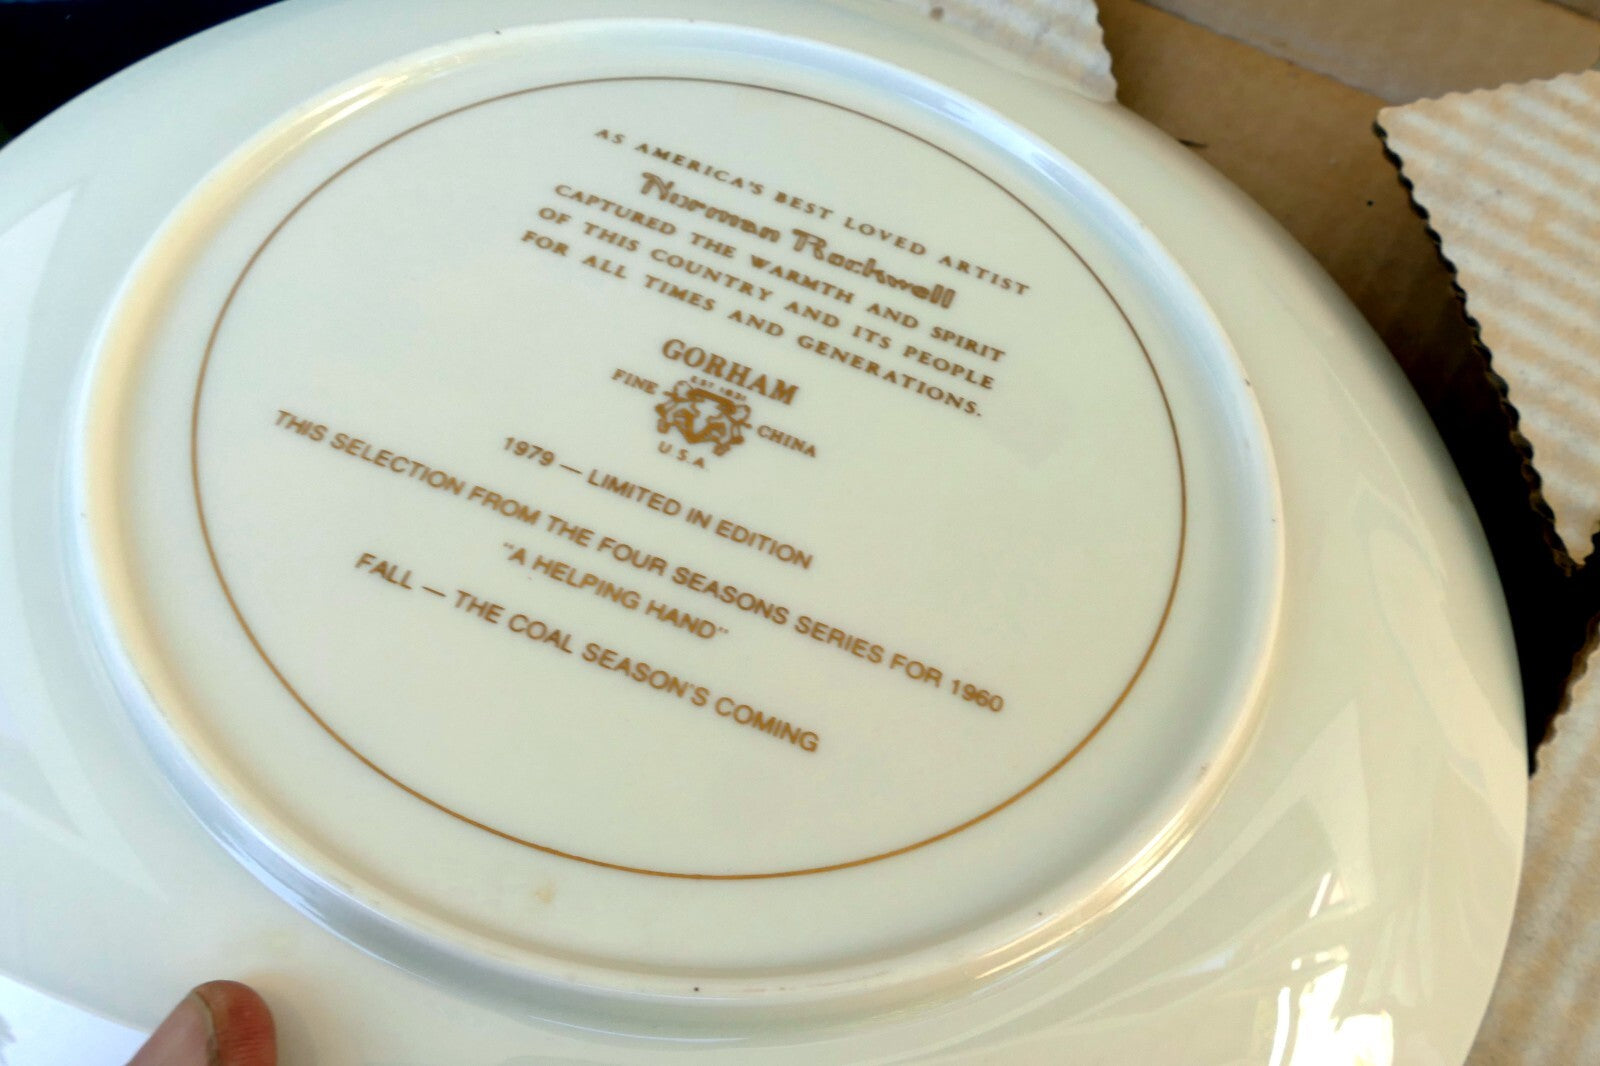 AS AMERICA'S BEST LOVED ARTIST
Norman Rockwell
CAPTURED THE WARMTH AND SPIRIT
OF THIS COUNTRY AND ITS PEOPLE
FOR ALL TIMES AND GENERATIONS.
GORHAM
EST 1831
FINE CHINA
U.S.A
1979 — LIMITED IN EDITION
THIS SELECTION FROM THE FOUR SEASONS SERIES FOR 1960
"A HELPING HAND"
FALL — THE COAL SEASON'S COMING